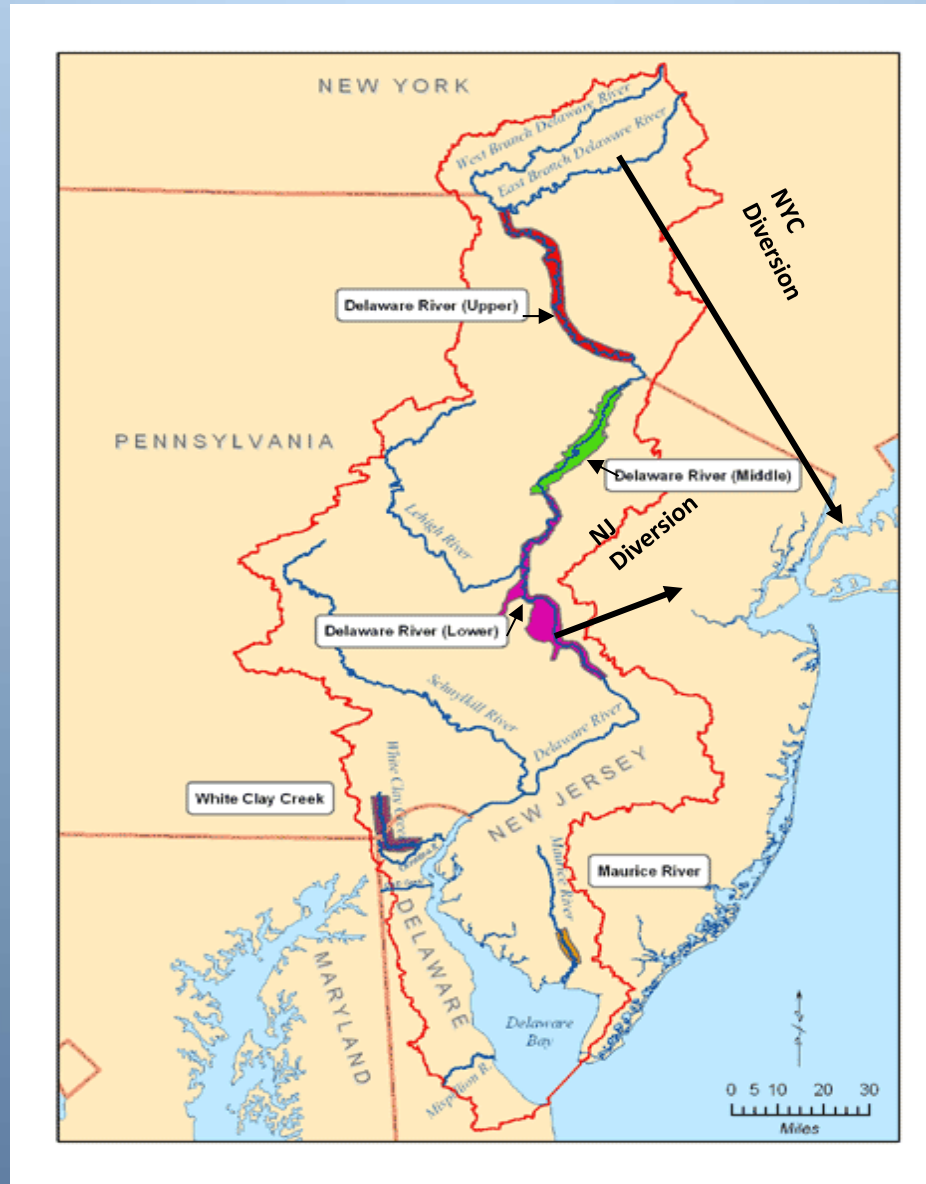 NEW YORK
West Branch Delaware River
East Branch Delaware River
NYC
Diversion
Delaware River (Upper)
PENNSYLVANIA
Delaware River (Middle)
Lehigh River
NJ
Diversion
Delaware River (Lower)
Schuylkill River
Delaware River
White Clay Creek
White Clay Creek
NEW JERSEY
Maurice River
Maurice River
DELAWARE
MARYLAND
Delaware
Bay
Mispillion R.
0 5 10 20 30
Miles